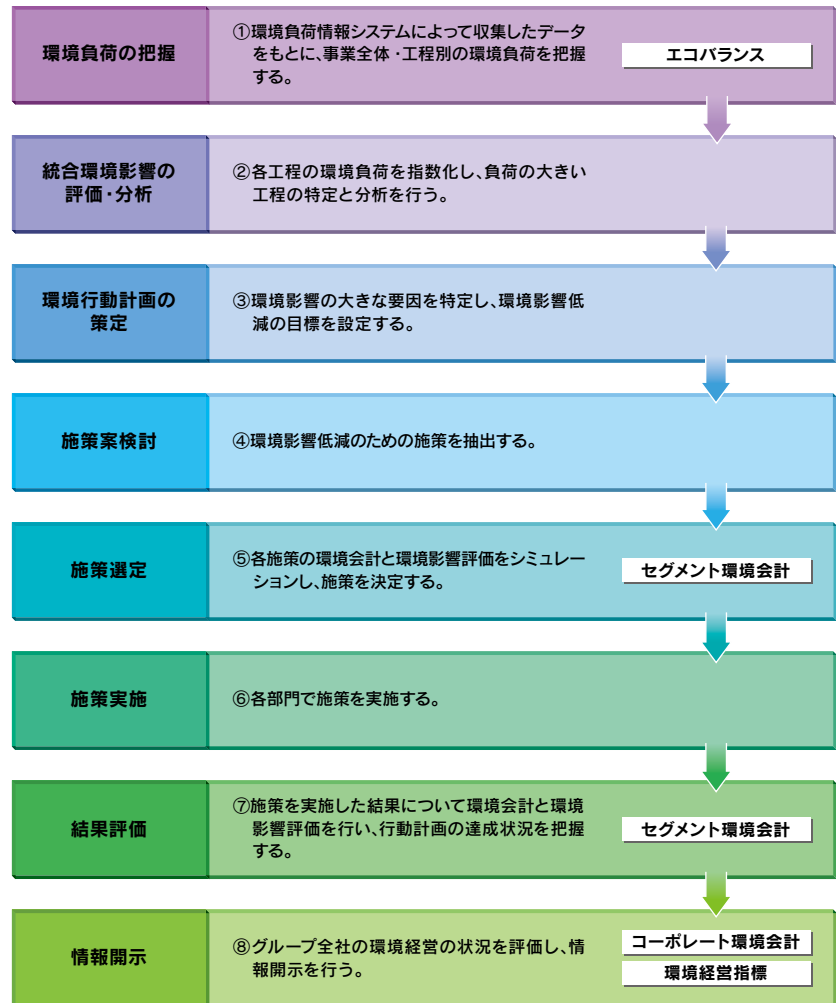 環境負荷の把握
①環境負荷情報システムによって収集したデータ
をもとに、事業全体・工程別の環境負荷を把握
する。
エコバランス
統合環境影響の
評価・分析
②各工程の環境負荷を指数化し、負荷の大きい
工程の特定と分析を行う。
環境行動計画の
策定
③環境影響の大きな要因を特定し、環境影響低
減の目標を設定する。
施策案検討
④環境影響低減のための施策を抽出する。
施策選定
⑤各施策の環境会計と環境影響評価をシミュレー
ションし、施策を決定する。
セグメント環境会計
施策実施
⑥各部門で施策を実施する。
結果評価
⑦施策を実施した結果について環境会計と環境
影響評価を行い、行動計画の達成状況を把握
する。
セグメント環境会計
情報開示
⑧グループ全社の環境経営の状況を評価し、情
報開示を行う。
コーポレート環境会計
環境経営指標